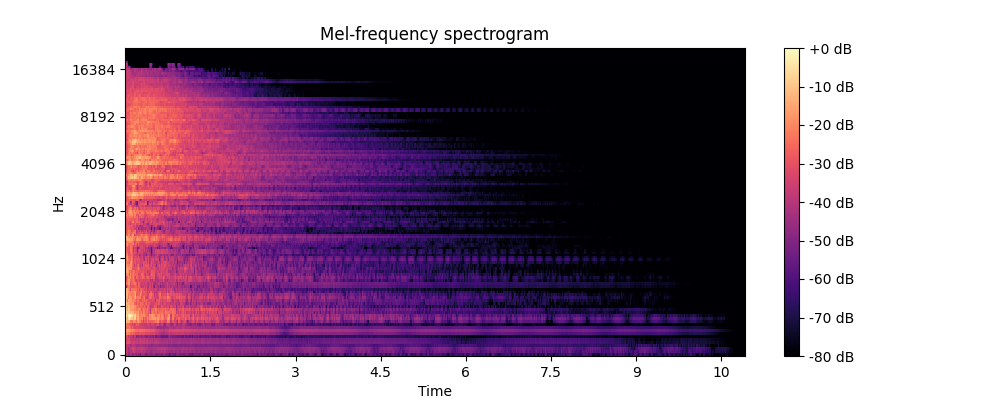 Mel-frequency spectrogram
Hz
16384
8192
4096
2048
1024
512
0
0 1.5 3 4.5 6 7.5 9 10
Time
+0 dB
-10 dB
-20 dB
-30 dB
-40 dB
-50 dB
-60 dB
-70 dB
-80 dB